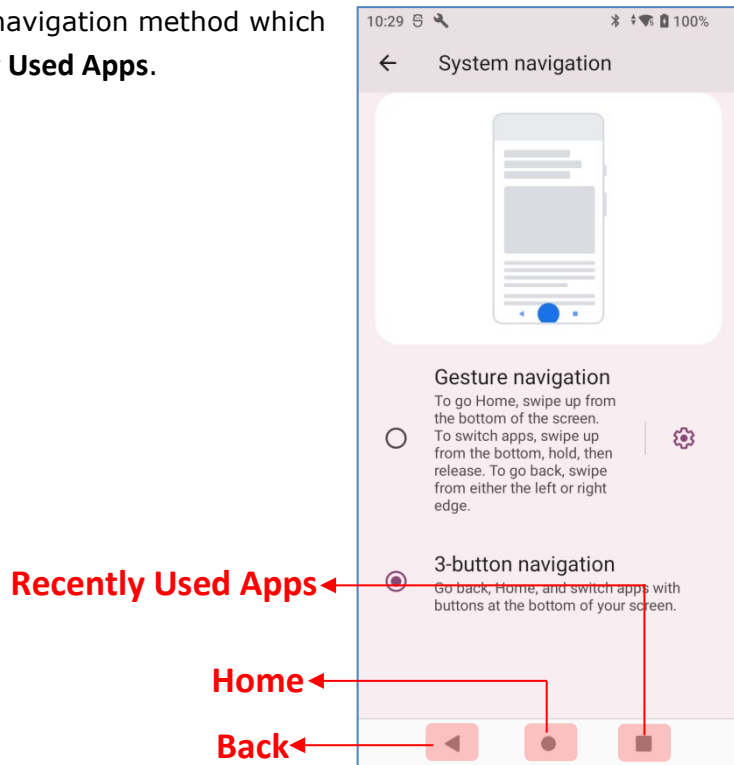 navigation method which
Used Apps.
10:29
100%
System navigation
Gesture navigation
To go Home, swipe up from
the bottom of the screen.
To switch apps, swipe up
from the bottom, hold, then
release. To go back, swipe
from either the left or right
edge.
3-button navigation
Go back, Home, and switch apps with
buttons at the bottom of your screen.
Recently Used Apps
Home
Back